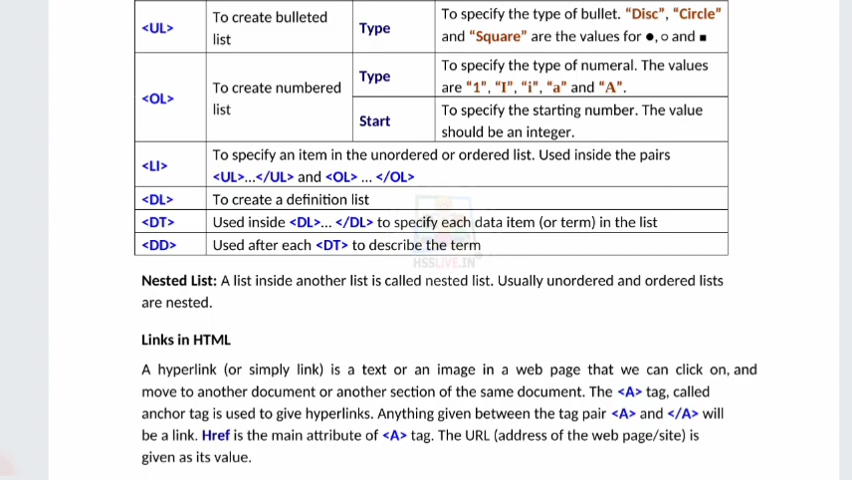 <UL> To create bulleted list Type To specify the type of bullet. “Disc”, “Circle”
and “Square” are the values for ●, ○ and ■
<OL> To create numbered list Type To specify the type of numeral. The values
are “1”, “I”, “i”, “a” and “A”.
Start To specify the starting number. The value
should be an integer.
<LI> To specify an item in the unordered or ordered list. Used inside the pairs
<UL>...</UL> and <OL> ... </OL>
<DL> To create a definition list
<DT> Used inside <DL>... </DL> to specify each data item (or term) in the list
<DD> Used after each <DT> to describe the term
HSSLIVE.IN
Nested List: A list inside another list is called nested list. Usually unordered and ordered lists
are nested.
Links in HTML
A hyperlink (or simply link) is a text or an image in a web page that we can click on, and
move to another document or another section of the same document. The <A> tag, called
anchor tag is used to give hyperlinks. Anything given between the tag pair <A> and </A> will
be a link. Href is the main attribute of <A> tag. The URL (address of the web page/site) is
given as its value.